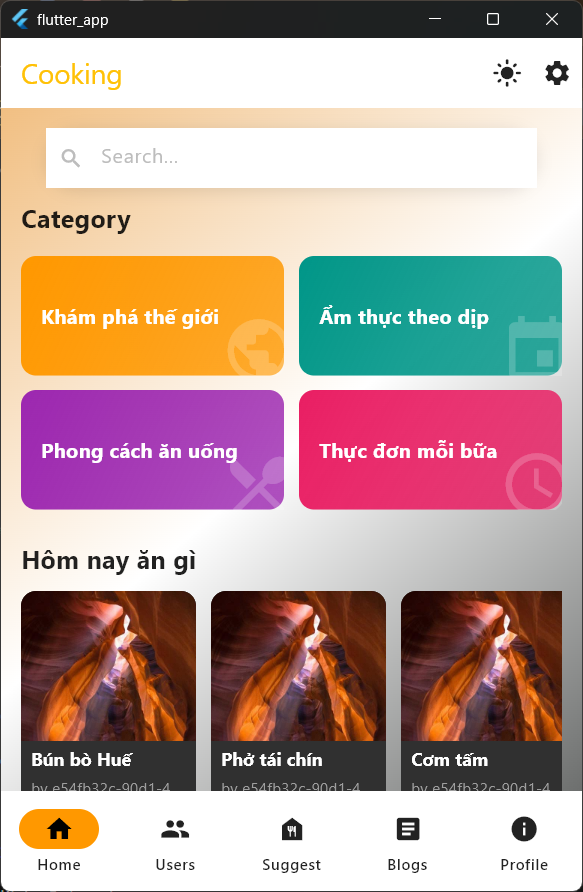 flutter_app
Cooking
Search...
Category
Khám phá thế giới
Ẩm thực theo dịp
Phong cách ăn uống
Thực đơn mỗi bữa
Hôm nay ăn gì
Bún bò Huế
Phở tái chín
Cơm tấm
by e54fb32c-90d1-4
by e54fb32c-90d1-4
by e54fb32c-90d1-4
Home
Users
Suggest
Blogs
Profile